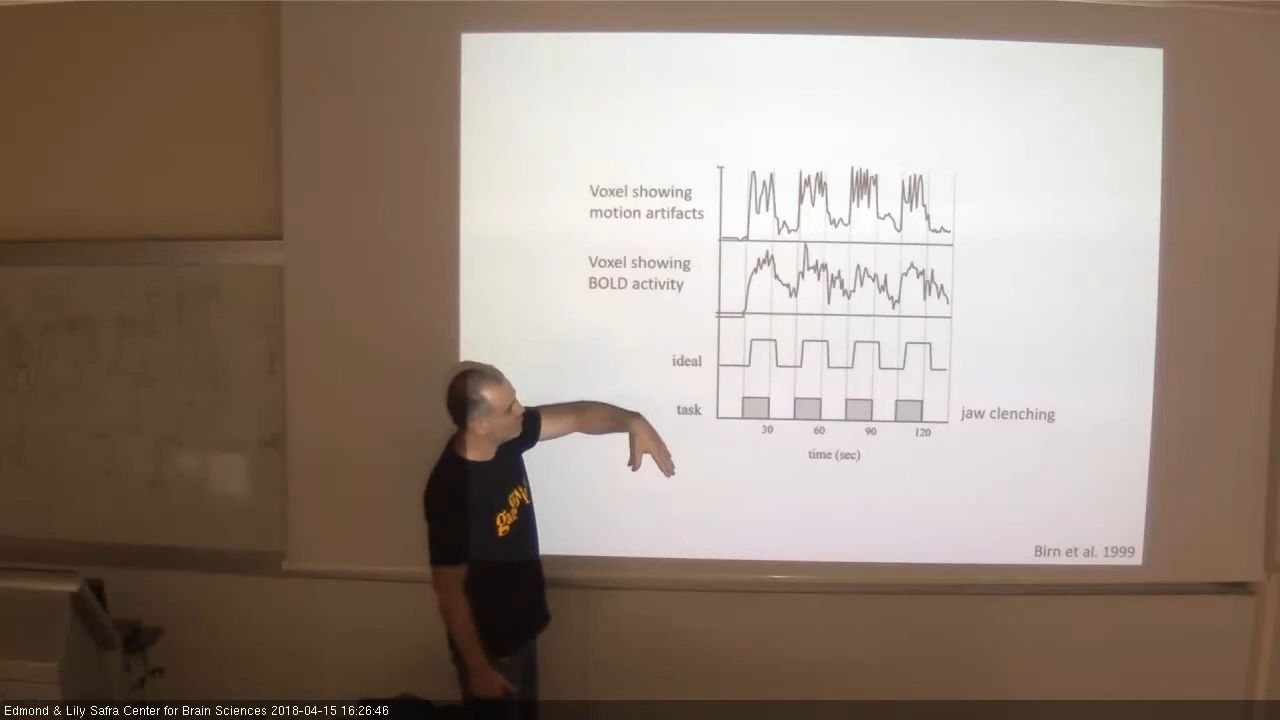 Voxel showing
motion artifacts
Voxel showing
BOLD activity
ideal
task
jaw clenching
30 60 90 120
time (sec)
Birn et al. 1999
Edmond & Lily Safra Center for Brain Sciences 2018-04-15 16:26:46